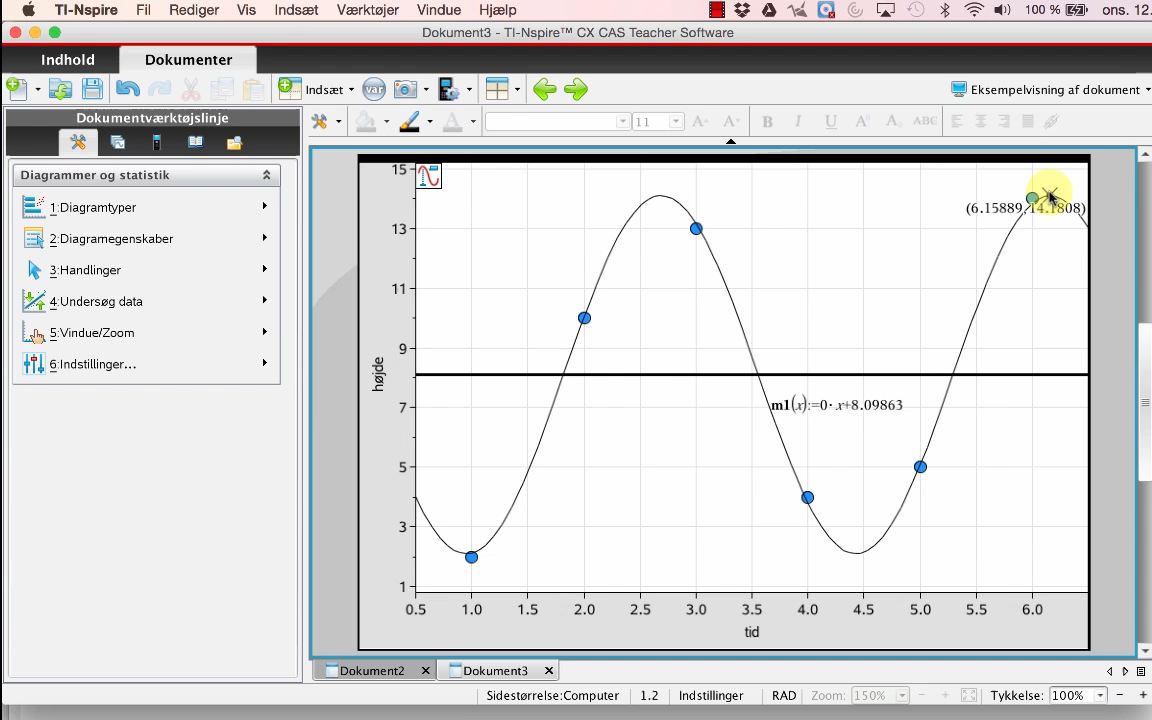 TI-Nspire Fil Rediger Vis Indsæt Værktøjer Vindue Hjælp 100 % ons. 12.
Dokument3 - TI-Nspire™ CX CAS Teacher Software
Indhold Dokumenter
Indsæt var Eksempelvisning af dokument
Dokumentværktøjslinje
11 A A B I U A A ABC
Diagrammer og statistik
1:Diagramtyper
2:Diagramegenskaber
3:Handlinger
4:Undersøg data
5:Vindue/Zoom
6:Indstillinger...
15
(6.15889,14.1808)
13
11
9
højde
7
m1(x):=0·x+8.09863
5
3
1
0.5 1.0 1.5 2.0 2.5 3.0 3.5 4.0 4.5 5.0 5.5 6.0
tid
Dokument2 Dokument3
Sidestørrelse:Computer 1.2 Indstillinger RAD Zoom: 150% Tykkelse: 100%